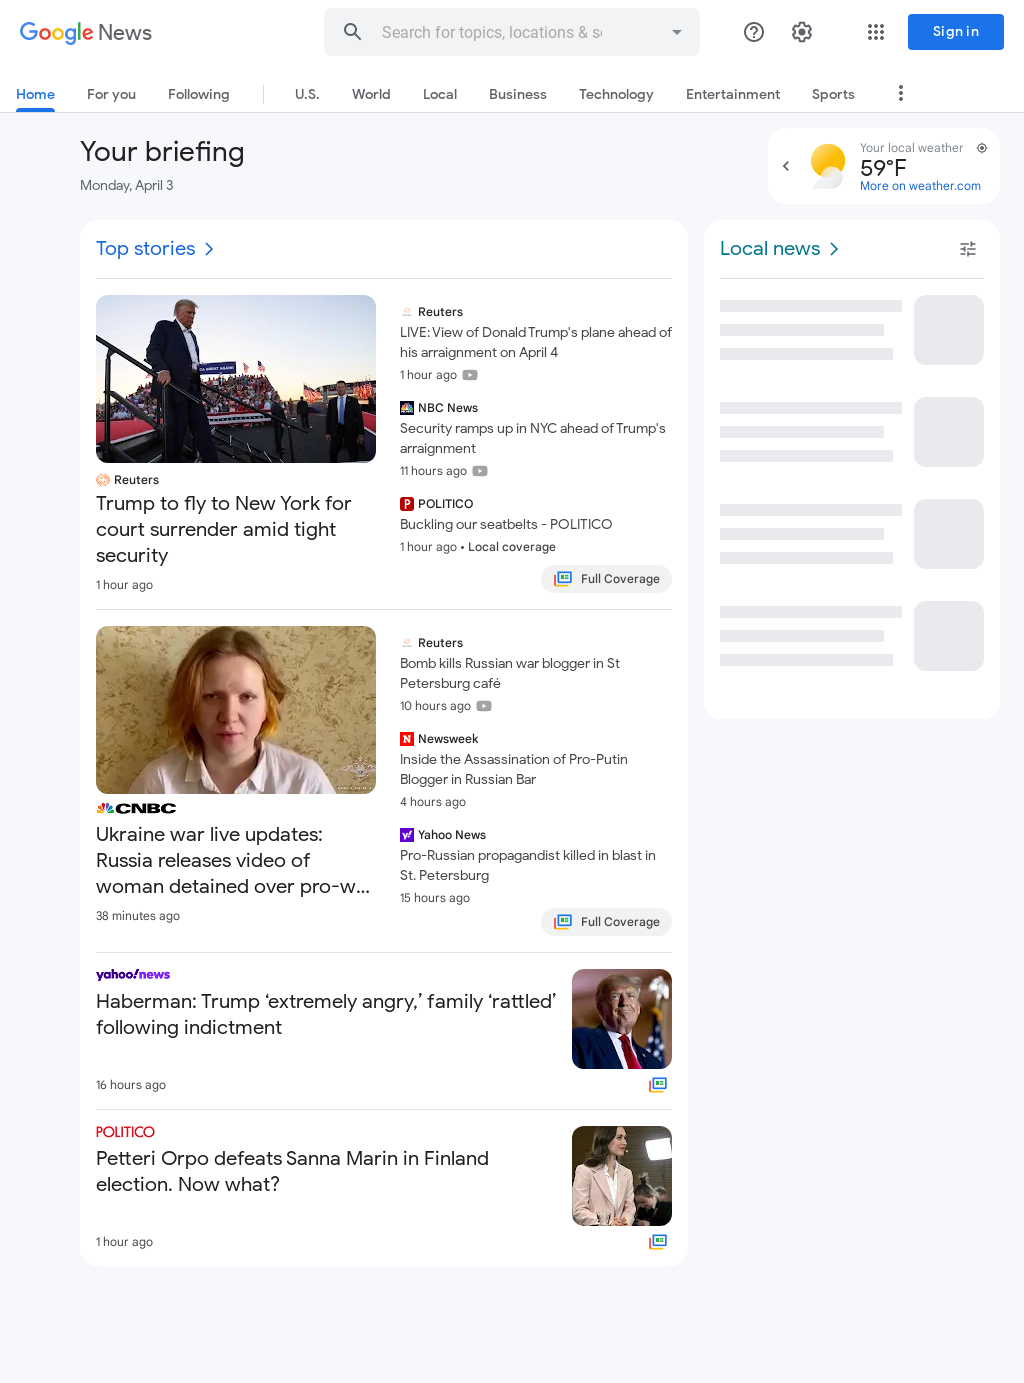 Google News
Search for topics, locations & s
Sign in
Home
For you
Following
U.S.
World
Local
Business
Technology
Entertainment
Sports
Your briefing
Monday, April 3
Your local weather
59°F
More on weather.com
Top stories
Reuters
Trump to fly to New York for
court surrender amid tight
security
1 hour ago
Reuters
LIVE: View of Donald Trump's plane ahead of
his arraignment on April 4
1 hour ago
NBC News
Security ramps up in NYC ahead of Trump's
arraignment
11 hours ago
POLITICO
Buckling our seatbelts - POLITICO
1 hour ago • Local coverage
Full Coverage
CNBC
Ukraine war live updates:
Russia releases video of
woman detained over pro-w...
38 minutes ago
Reuters
Bomb kills Russian war blogger in St
Petersburg café
10 hours ago
Newsweek
Inside the Assassination of Pro-Putin
Blogger in Russian Bar
4 hours ago
Yahoo News
Pro-Russian propagandist killed in blast in
St. Petersburg
15 hours ago
Full Coverage
yahoo!news
Haberman: Trump ‘extremely angry,’ family ‘rattled’
following indictment
16 hours ago
POLITICO
Petteri Orpo defeats Sanna Marin in Finland
election. Now what?
1 hour ago
Local news